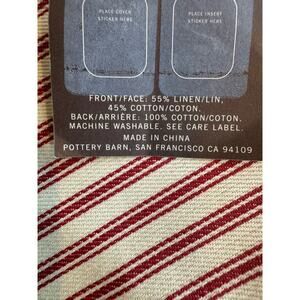 PLACE COVER
STICKER HERE
PLACE INSERT
STICKER HERE
FRONT/FACE: 55% LINEN/LIN,
45% COTTON/COTON.
BACK/ARRIÈRE: 100% COTTON/COTON.
MACHINE WASHABLE. SEE CARE LABEL.
MADE IN CHINA
POTTERY BARN, SAN FRANCISCO CA 94109